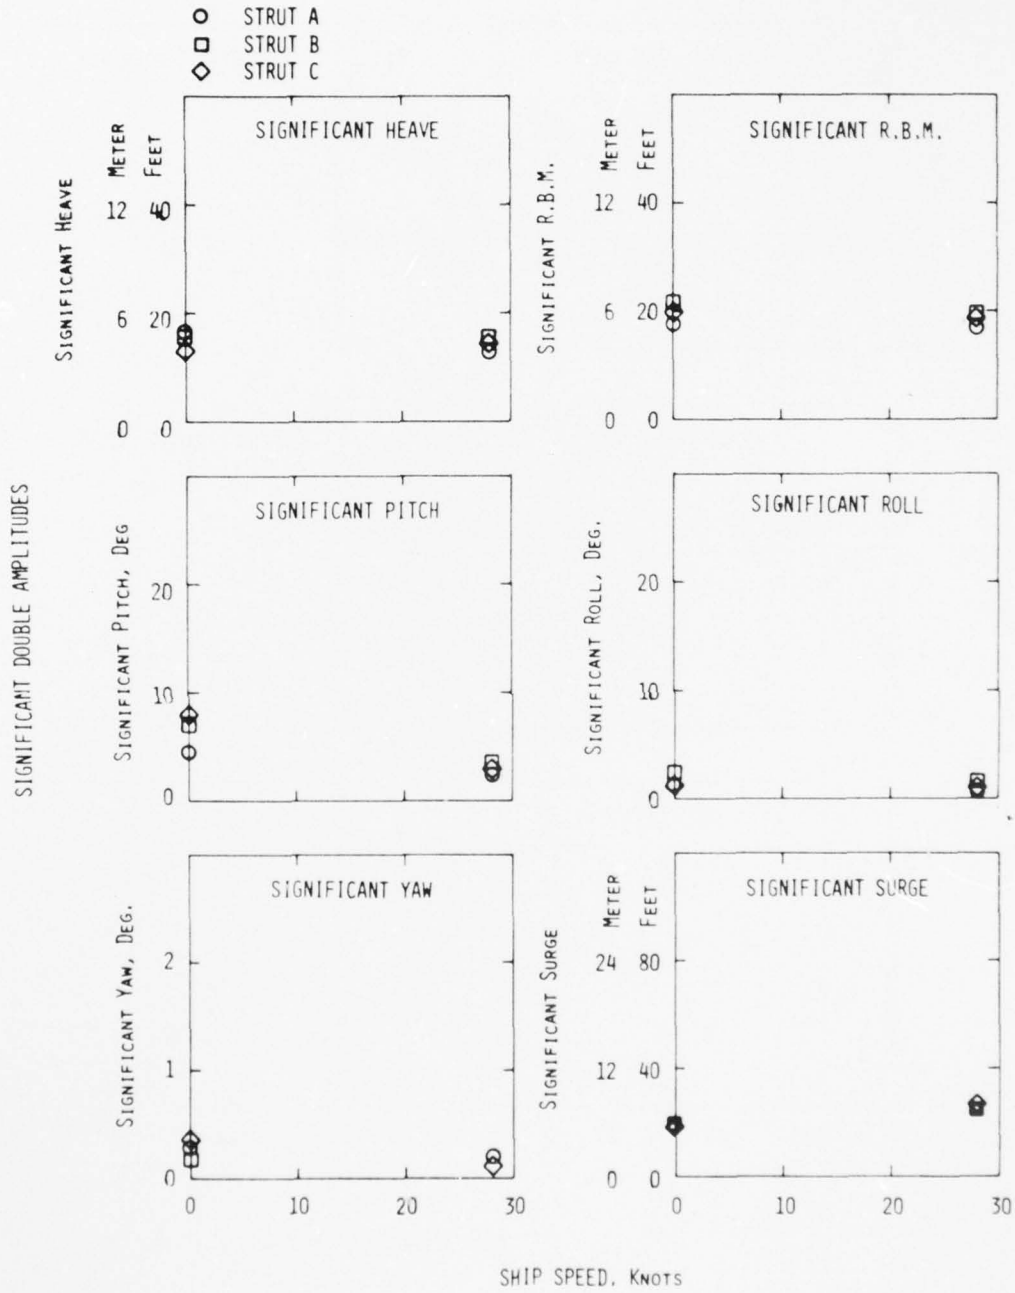 STRUT A
STRUT B
STRUT C
SIGNIFICANT DOUBLE AMPLITUDES
SIGNIFICANT HEAVE
SIGNIFICANT HEAVE
METER
FEET
12 40
6 20
0 0
SIGNIFICANT R.B.M.
SIGNIFICANT R.B.M.
METER
FEET
12 40
6 20
0 0
SIGNIFICANT PITCH
SIGNIFICANT PITCH, DEG
20
10
0
SIGNIFICANT ROLL
SIGNIFICANT ROLL, DEG.
20
10
0
SIGNIFICANT YAW
SIGNIFICANT YAW, DEG.
2
1
0
0 10 20 30
SIGNIFICANT SURGE
SIGNIFICANT SURGE
METER
FEET
24 80
12 40
0 0
0 10 20 30
SHIP SPEED, KNOTS